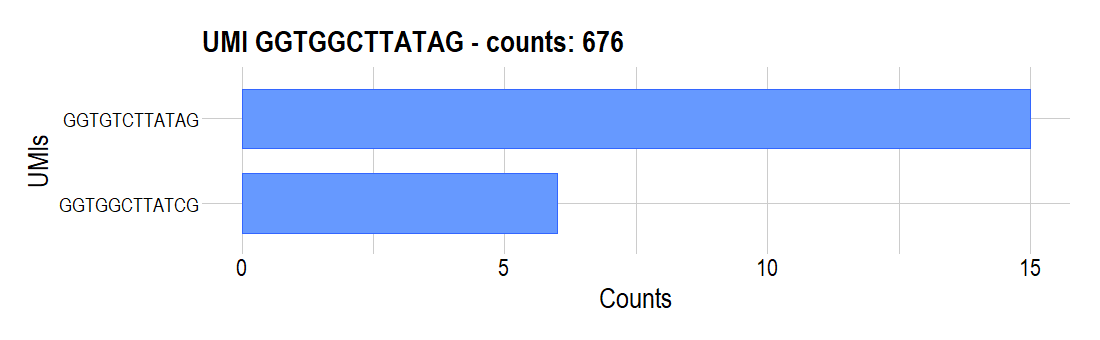 UMI GGTGGCTTATAG - counts: 676
UMIs
GGTGTCTTATAG
GGTGGCTTATCG
0 5 10 15
Counts